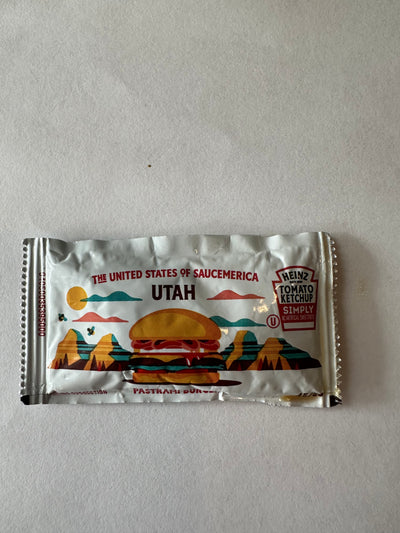 THE UNITED STATES OF SAUCEMERICA
UTAH
HEINZ
TOMATO
KETCHUP
SIMPLY
U
PASTRAMI BURGER